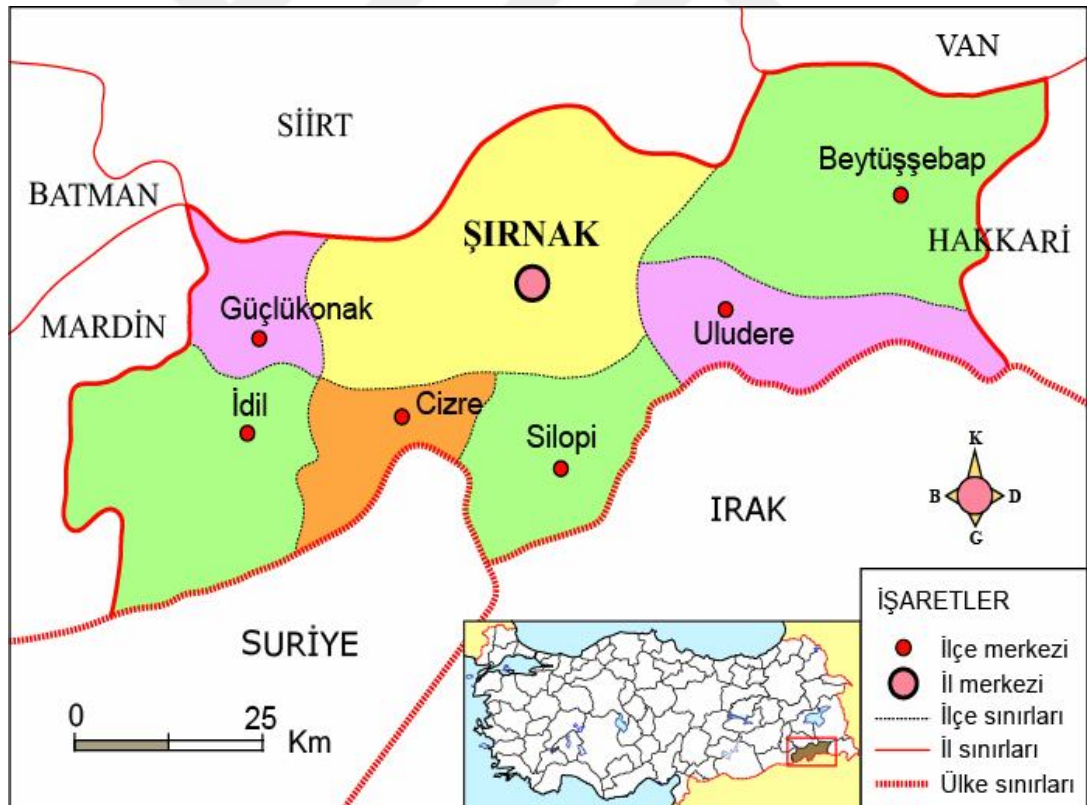 VAN
SİİRT
Beytüşşebap
BATMAN
ŞIRNAK
HAKKARİ
Güçlükonak
MARDİN
Uludere
İdil
Cizre
Silopi
K
B D
G
IRAK
SURİYE
0 25
Km
İŞARETLER
İlçe merkezi
İl merkezi
İlçe sınırları
İl sınırları
Ülke sınırları